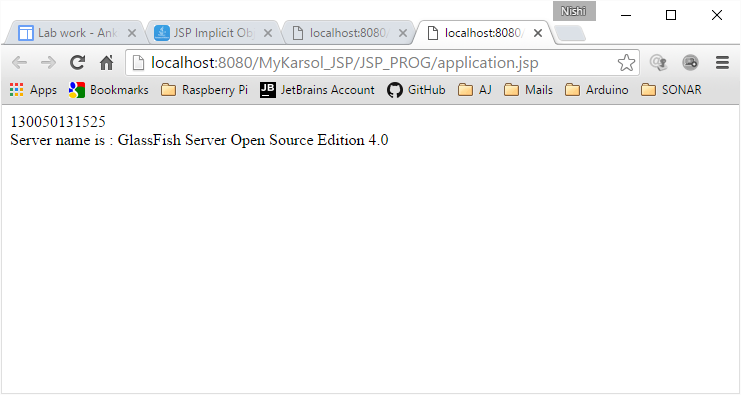 Nishi
Lab work - Ank
JSP Implicit Obj
localhost:8080/
localhost:8080/
localhost:8080/MyKarsol_JSP/JSP_PROG/application.jsp
Apps
Bookmarks
Raspberry Pi
JB
JetBrains Account
GitHub
AJ
Mails
Arduino
SONAR
130050131525
Server name is : GlassFish Server Open Source Edition 4.0